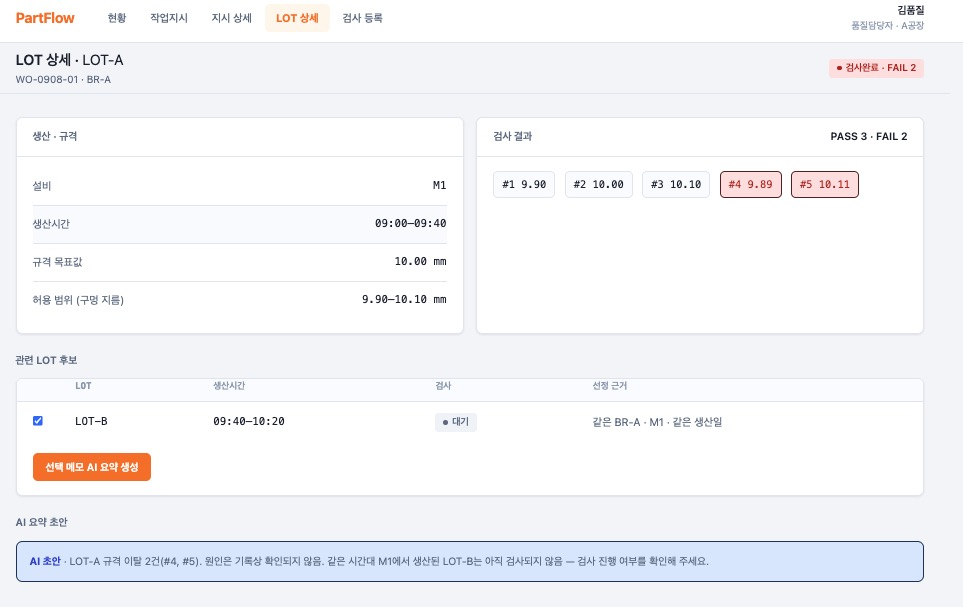 PartFlow 현황 작업지시 지시 상세 LOT 상세 검사 등록 김품질
품질담당자 · A공장
LOT 상세 · LOT-A
WO-0908-01 · BR-A
● 검사완료 · FAIL 2
생산 · 규격
설비 M1
생산시간 09:00–09:40
규격 목표값 10.00 mm
허용 범위 (구멍 지름) 9.90–10.10 mm
검사 결과 PASS 3 · FAIL 2
#1 9.90 #2 10.00 #3 10.10 #4 9.89 #5 10.11
관련 LOT 후보
LOT 생산시간 검사 선정 근거
LOT-B 09:40–10:20 ● 대기 같은 BR-A · M1 · 같은 생산일
선택 메모 AI 요약 생성
AI 요약 초안
AI 초안 · LOT-A 규격 이탈 2건(#4, #5). 원인은 기록상 확인되지 않음. 같은 시간대 M1에서 생산된 LOT-B는 아직 검사되지 않음 — 검사 진행 여부를 확인해 주세요.